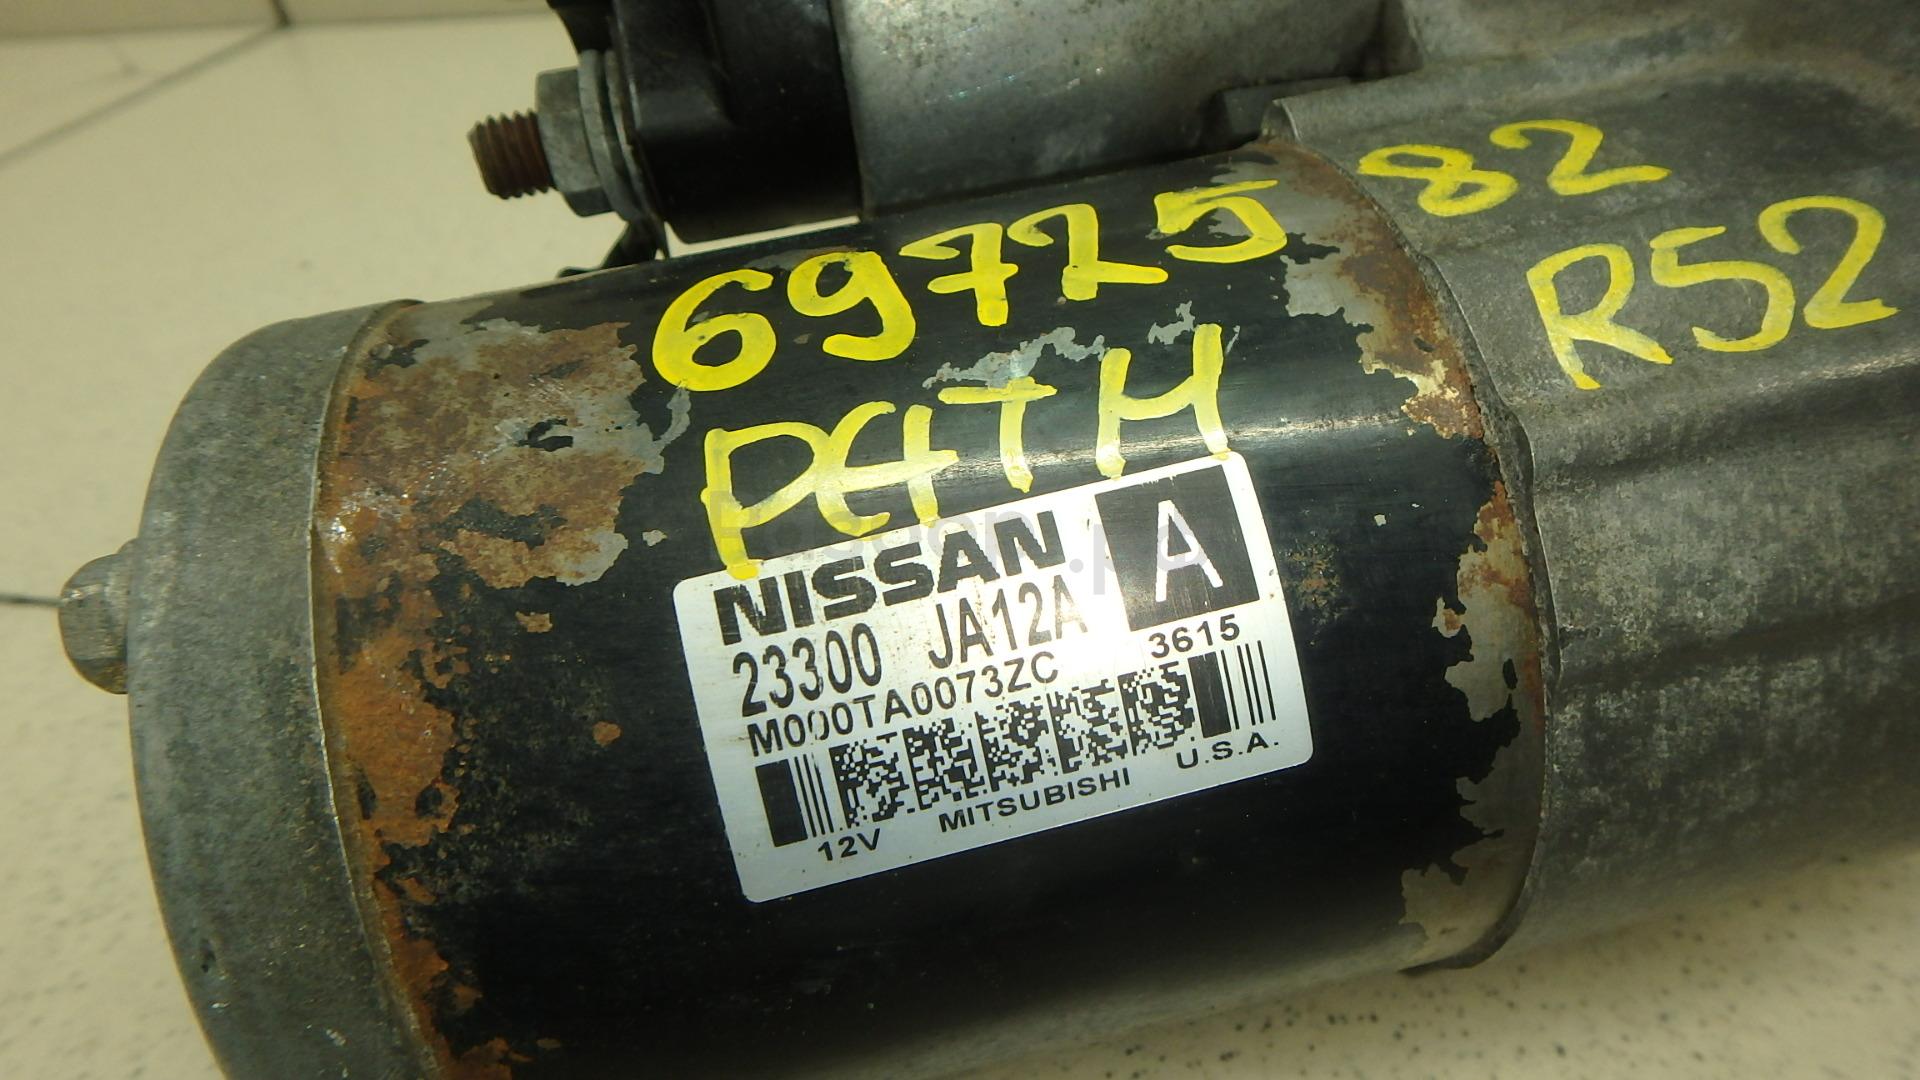 82
69725
R52
PATH
NISSAN
A
23300 JA12A
M000TA0073ZC 3615
12V MITSUBISHI U.S.A.